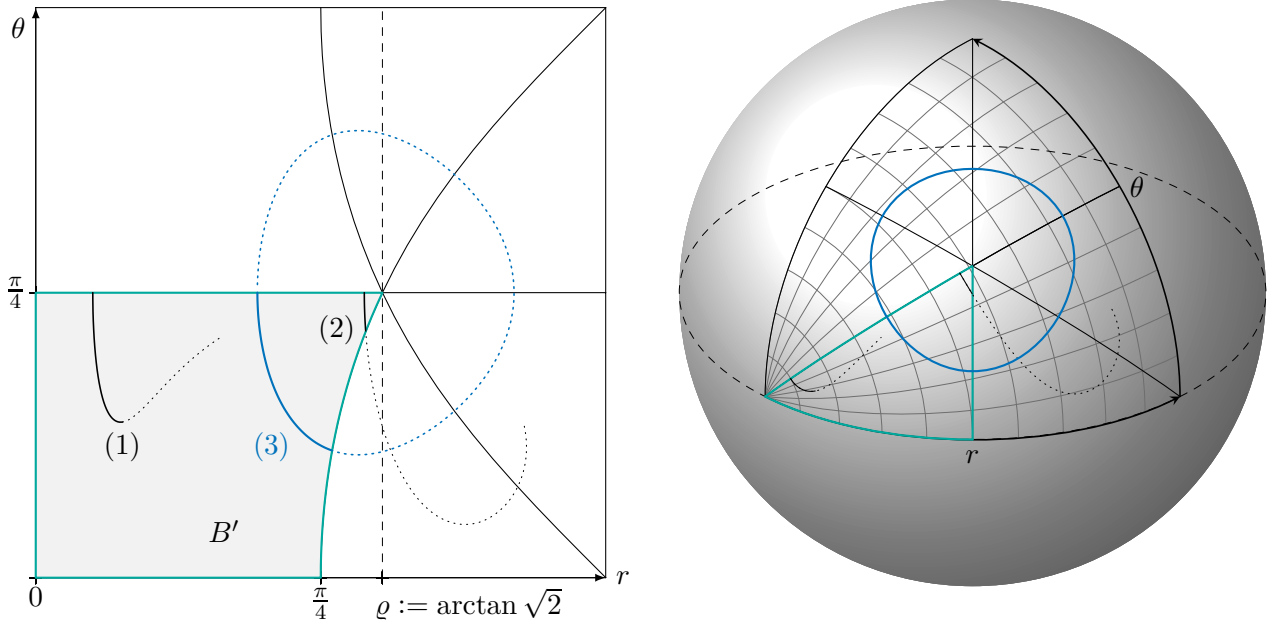 θ
π/4
(2)
(1)
(3)
B′
0
π/4
ϱ := arctan √2
r
θ
r